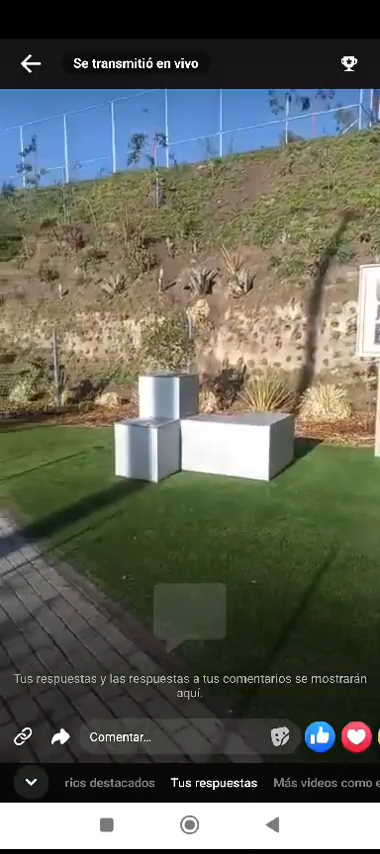 Se transmitió en vivo
Tus respuestas y las respuestas a tus comentarios se mostrarán
aquí.
Comentar...
rios destacados Tus respuestas Más videos como e